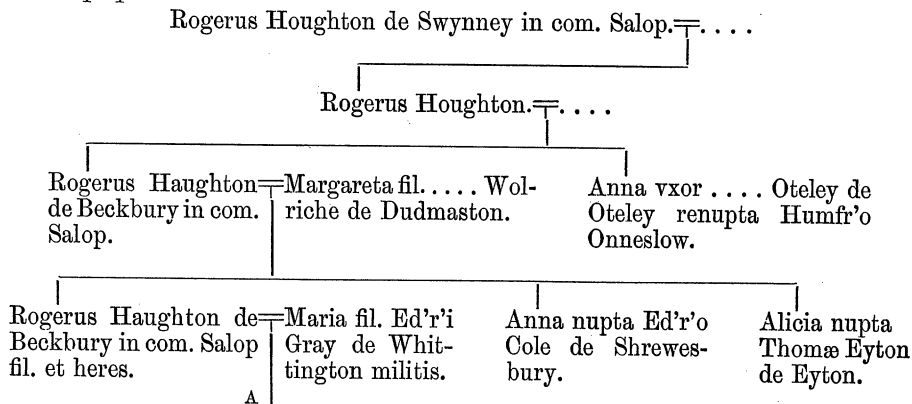 Rogerus Houghton de Swynney in com. Salop.=. . . .
Rogerus Houghton.=. . . .
Rogerus Haughton=Margareta fil. . . . . Wol-
de Beckbury in com. riche de Dudmaston.
Salop.
Anna vxor . . . . Oteley de
Oteley renupta Humfr'o
Onneslow.
Rogerus Haughton de=Maria fil. Ed'r'i
Beckbury in com. Salop Gray de Whit-
fil. et heres. tington militis.
Anna nupta Ed'r'o
Cole de Shrewes-
bury.
Alicia nupta
Thomæ Eyton
de Eyton.
A